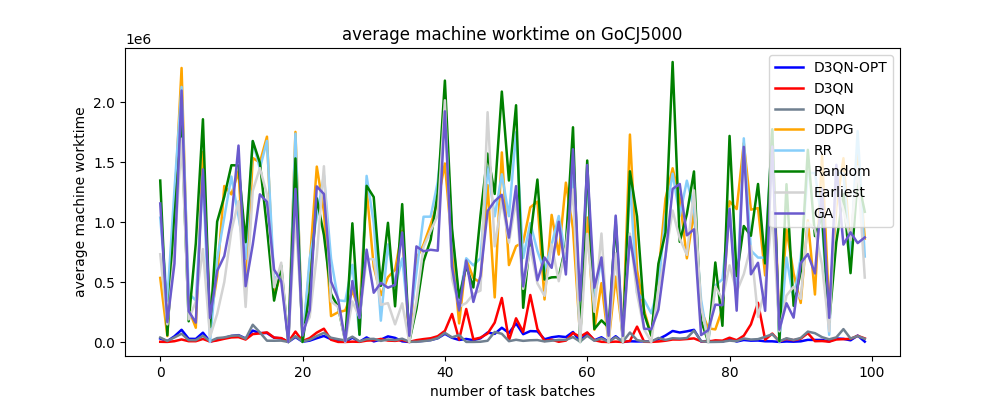 average machine worktime on GoCJ5000
1e6
average machine worktime
2.0
1.5
1.0
0.5
0.0
0 20 40 60 80 100
number of task batches
D3QN-OPT
D3QN
DQN
DDPG
RR
Random
Earliest
GA